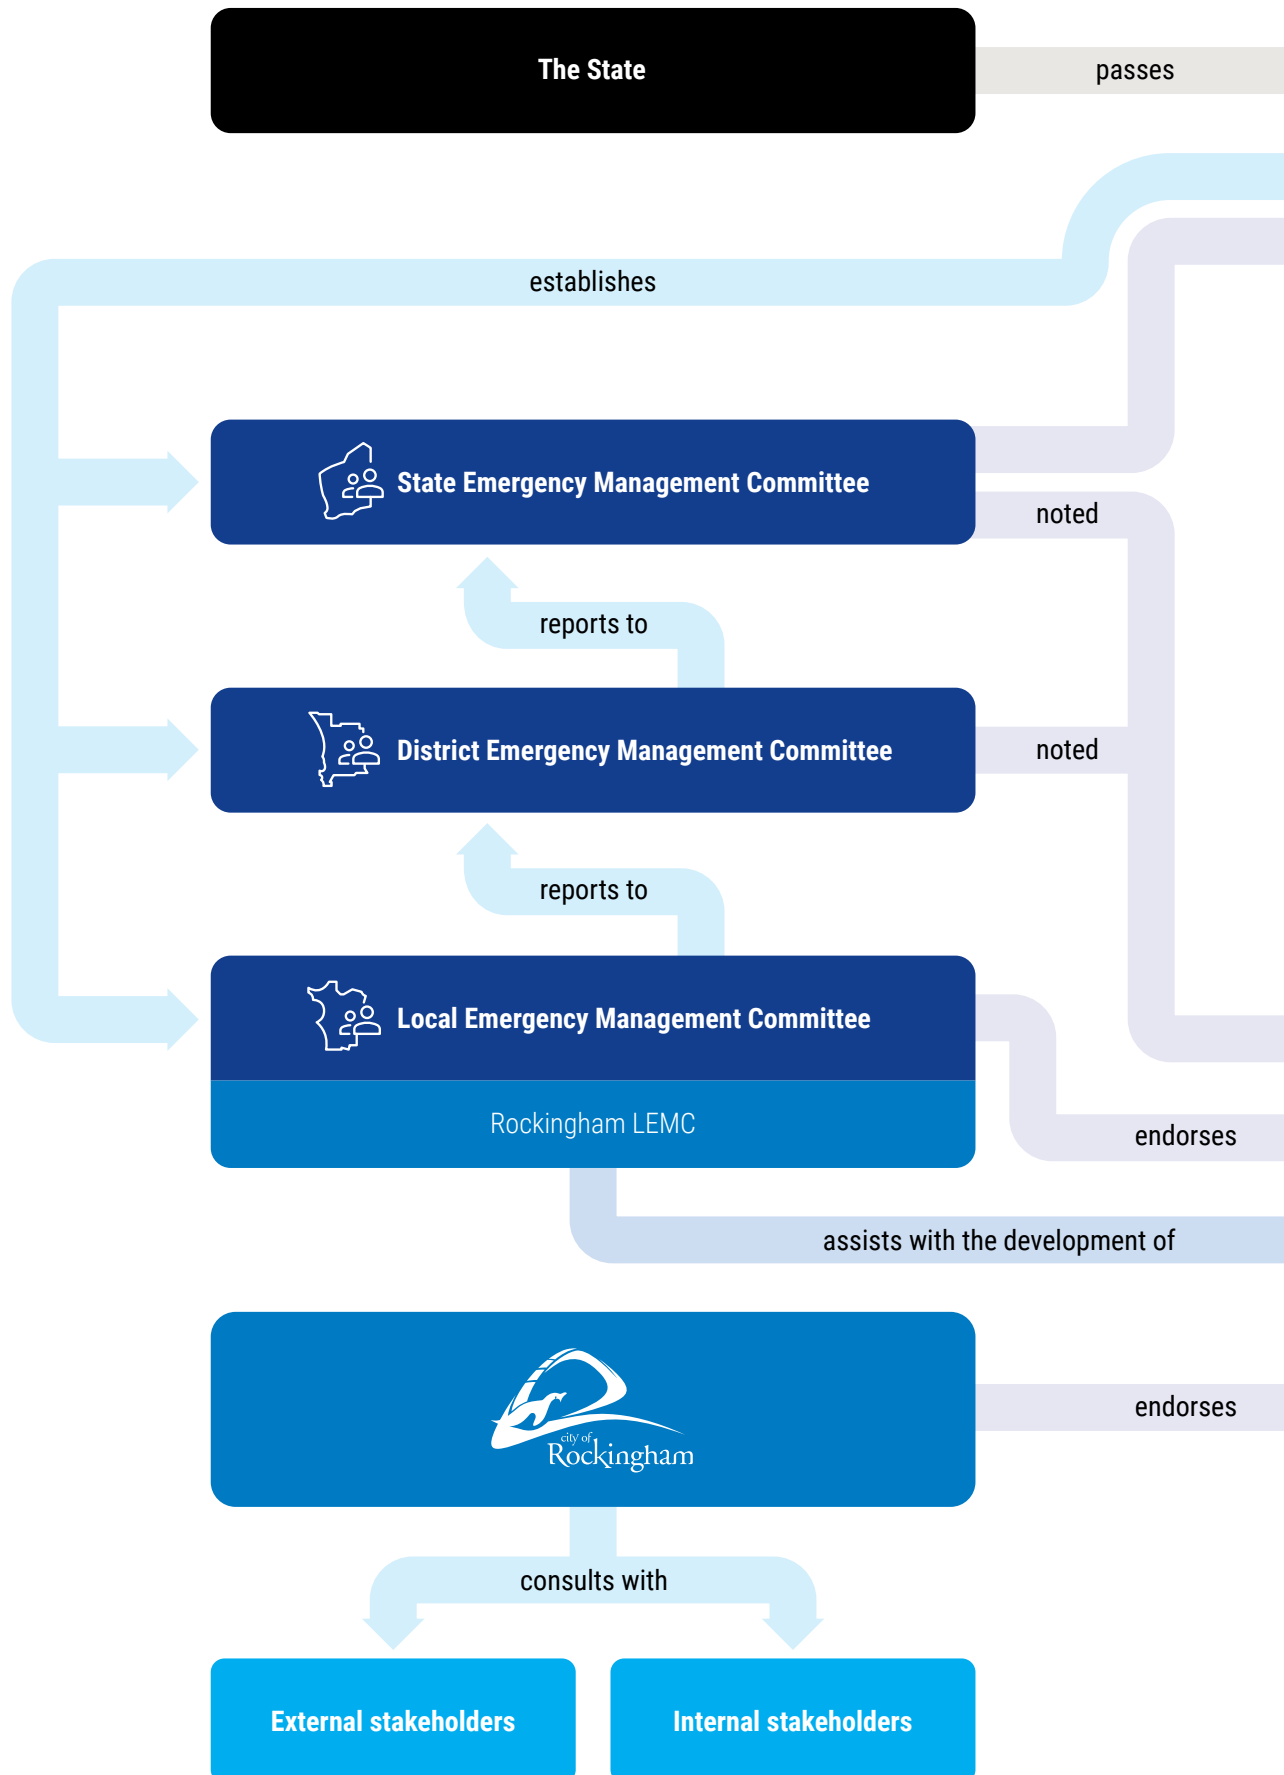 The State
passes
establishes
State Emergency Management Committee
noted
reports to
District Emergency Management Committee
noted
reports to
Local Emergency Management Committee
Rockingham LEMC
endorses
assists with the development of
city of
Rockingham
endorses
consults with
External stakeholders
Internal stakeholders